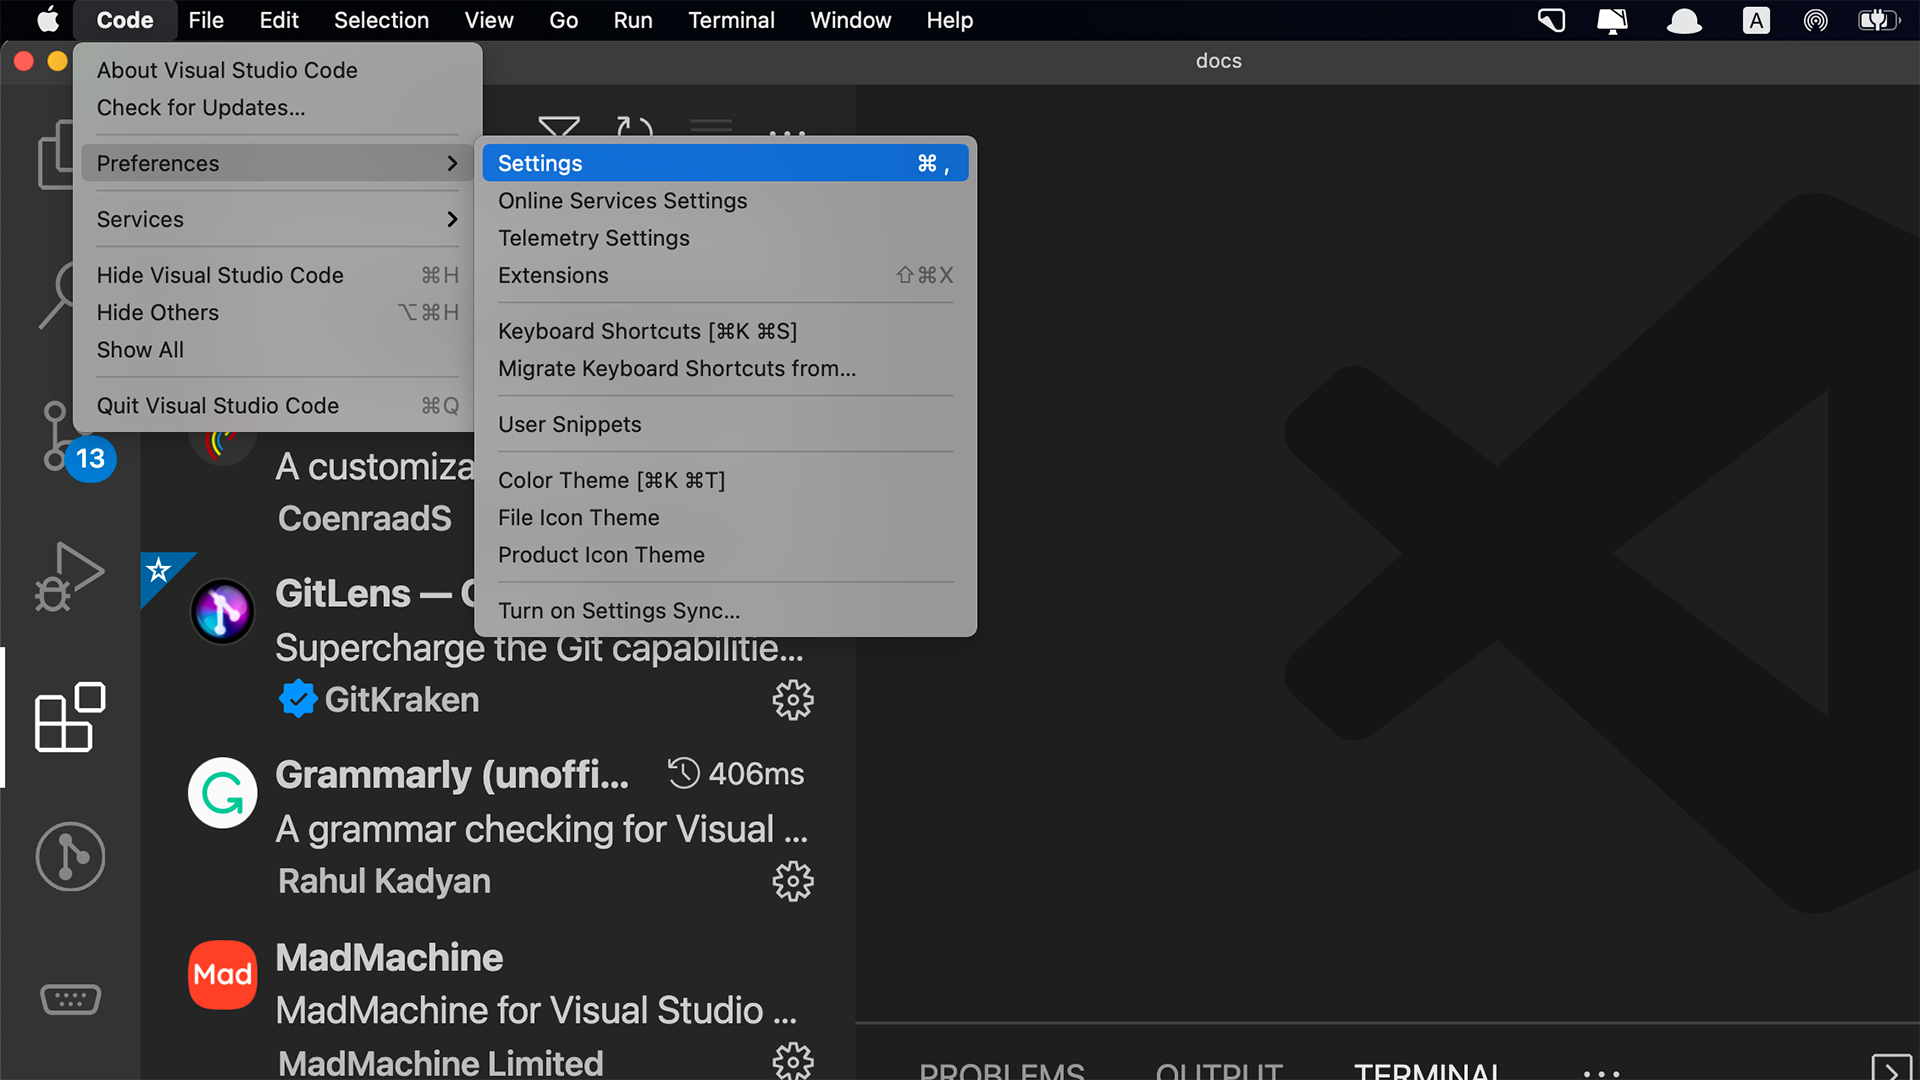 Code File Edit Selection View Go Run Terminal Window Help A
docs
About Visual Studio Code
Check for Updates...
Preferences
Services
Hide Visual Studio Code ⌘H
Hide Others ⌥⌘H
Show All
Quit Visual Studio Code ⌘Q
Settings ⌘ ,
Online Services Settings
Telemetry Settings
Extensions ⇧⌘X
Keyboard Shortcuts [⌘K ⌘S]
Migrate Keyboard Shortcuts from...
User Snippets
Color Theme [⌘K ⌘T]
File Icon Theme
Product Icon Theme
Turn on Settings Sync...
13
A customiza
CoenraadS
GitLens —
Supercharge the Git capabilitie...
GitKraken
Grammarly (unoffi... 406ms
A grammar checking for Visual ...
Rahul Kadyan
Mad
MadMachine
MadMachine for Visual Studio ...
MadMachine Limited
PROBLEMS OUTPUT TERMINAL ...